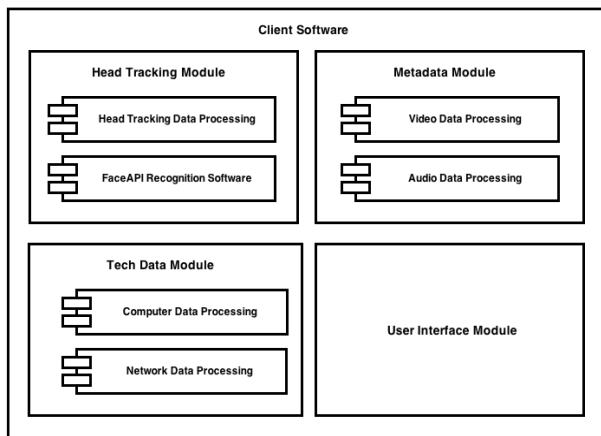 Client Software
Head Tracking Module
Head Tracking Data Processing
FaceAPI Recognition Software
Metadata Module
Video Data Processing
Audio Data Processing
Tech Data Module
Computer Data Processing
Network Data Processing
User Interface Module